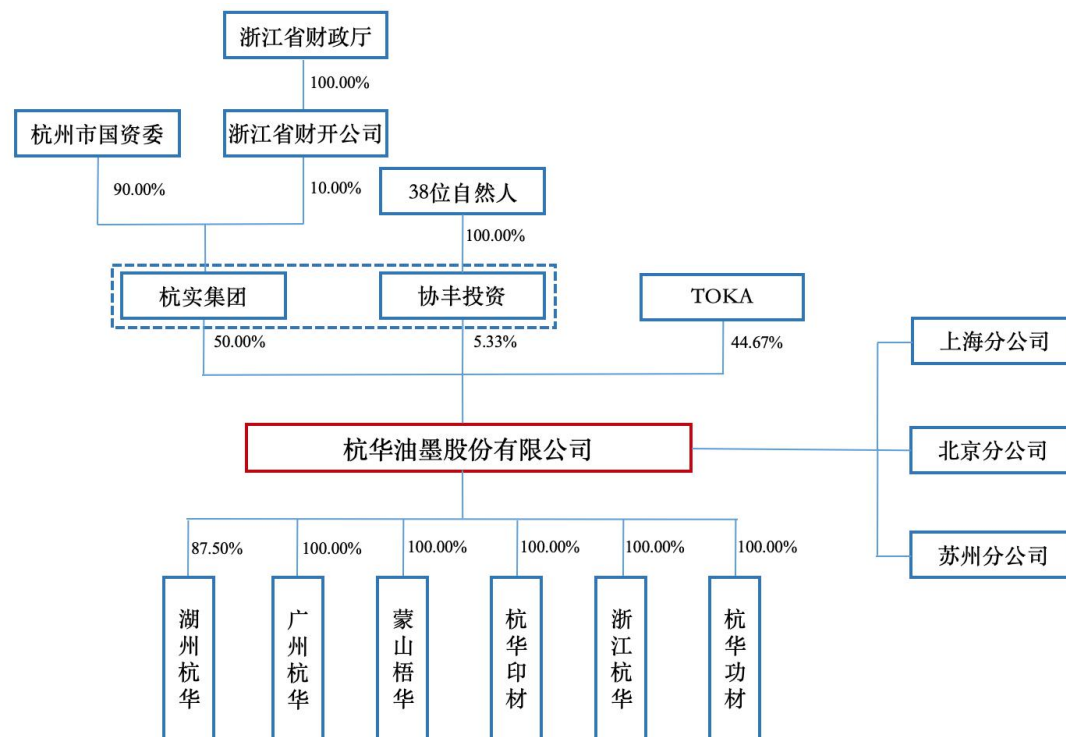 浙江省财政厅
100.00%
杭州市国资委
浙江省财开公司
90.00%
10.00%
38位自然人
100.00%
杭实集团
协丰投资
TOKA
50.00%
5.33%
44.67%
上海分公司
杭华油墨股份有限公司
北京分公司
苏州分公司
87.50%
100.00%
100.00%
100.00%
100.00%
100.00%
湖州杭华
广州杭华
蒙山梧华
杭华印材
浙江杭华
杭华功材